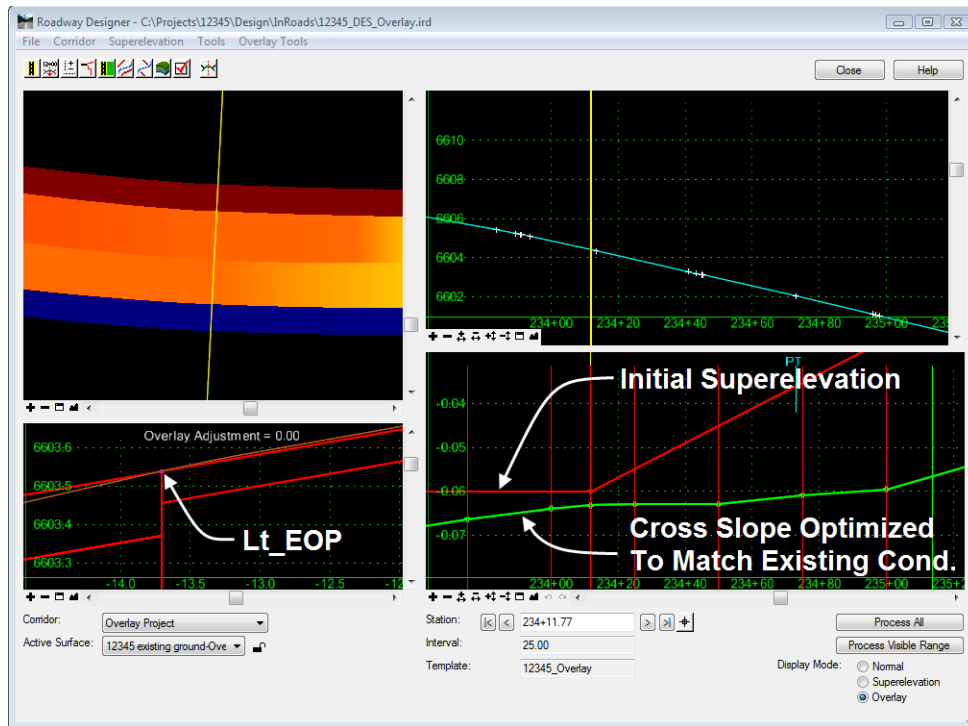 Roadway Designer - C:\Projects\12345\Design\InRoads\12345_DES_Overlay.ird
File Corridor Superelevation Tools Overlay Tools
Close Help
6610
6608
6606
6604
6602
234+00 234+20 234+40 234+60 234+80 235+00
Overlay Adjustment = 0.00
6603.6
6603.5
6603.4
6603.3
-14.0 -13.5 -13.0 -12.5
Lt_EOP
PT
Initial Superelevation
-0.04
-0.05
-0.06
-0.07
Cross Slope Optimized
To Match Existing Cond.
234+00 234+20 234+40 234+60 234+80 235+00
Corridor: Overlay Project
Active Surface: 12345 existing ground-Ove
Station: 234+11.77
Interval: 25.00
Template: 12345_Overlay
Process All
Process Visible Range
Display Mode: Normal
Superelevation
Overlay